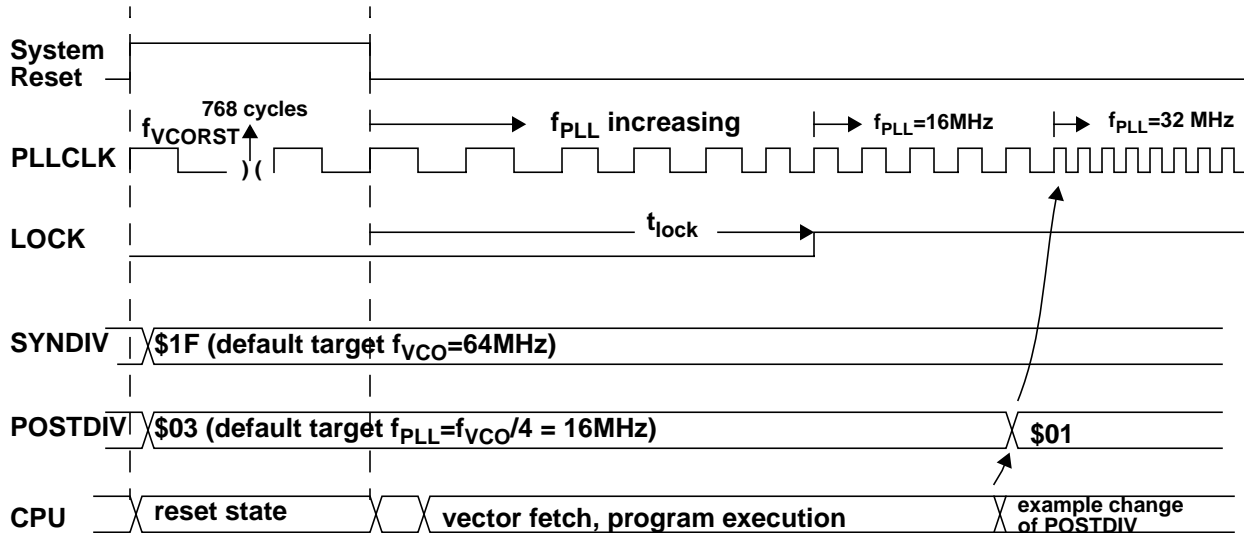 System
Reset
768 cycles
fVCORST
fPLL increasing
fPLL=16MHz
fPLL=32 MHz
PLLCLK
) (
tlock
LOCK
SYNDIV
$1F (default target fVCO=64MHz)
POSTDIV
$03 (default target fPLL=fVCO/4 = 16MHz)
$01
CPU
reset state
vector fetch, program execution
example change
of POSTDIV